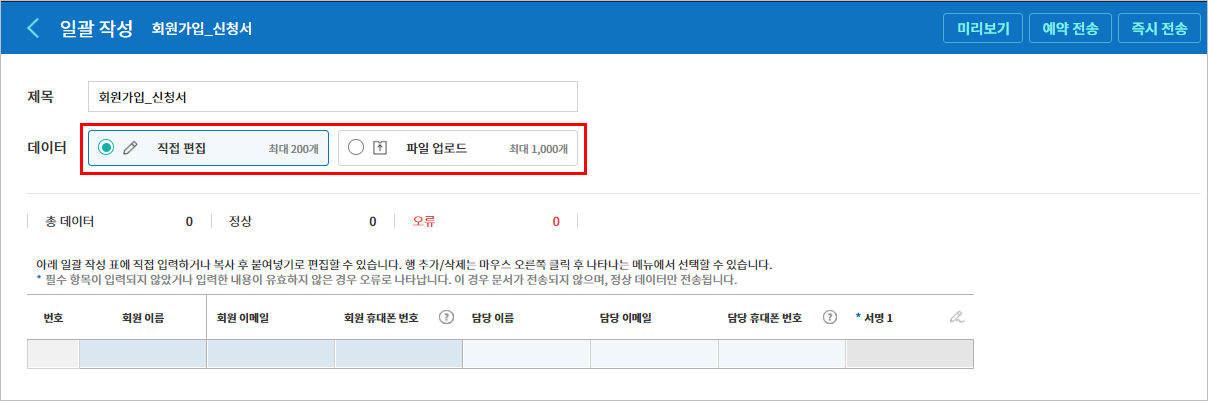 일괄 작성 회원가입_신청서 미리보기 예약 전송 즉시 전송
제목 회원가입_신청서
데이터 직접 편집 최대 200개 파일 업로드 최대 1,000개
총 데이터 0 정상 0 오류 0
아래 일괄 작성 표에 직접 입력하거나 복사 후 붙여넣기로 편집할 수 있습니다. 행 추가/삭제는 마우스 오른쪽 클릭 후 나타나는 메뉴에서 선택할 수 있습니다.
* 필수 항목이 입력되지 않았거나 입력한 내용이 유효하지 않은 경우 오류로 나타납니다. 이 경우 문서가 전송되지 않으며, 정상 데이터만 전송됩니다.
번호 회원 이름 회원 이메일 회원 휴대폰 번호 ? 담당 이름 담당 이메일 담당 휴대폰 번호 ? * 서명 1